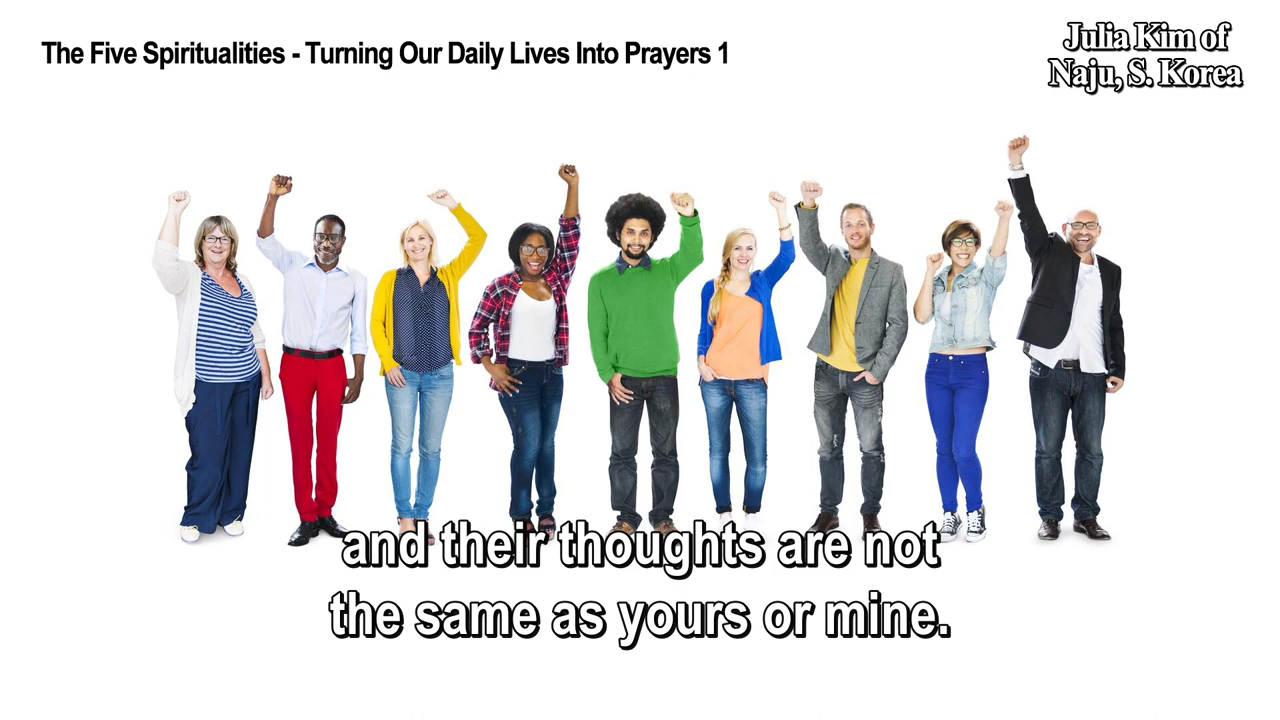 The Five Spiritualities - Turning Our Daily Lives Into Prayers 1
Julia Kim of
Naju, S. Korea
and their thoughts are not
the same as yours or mine.